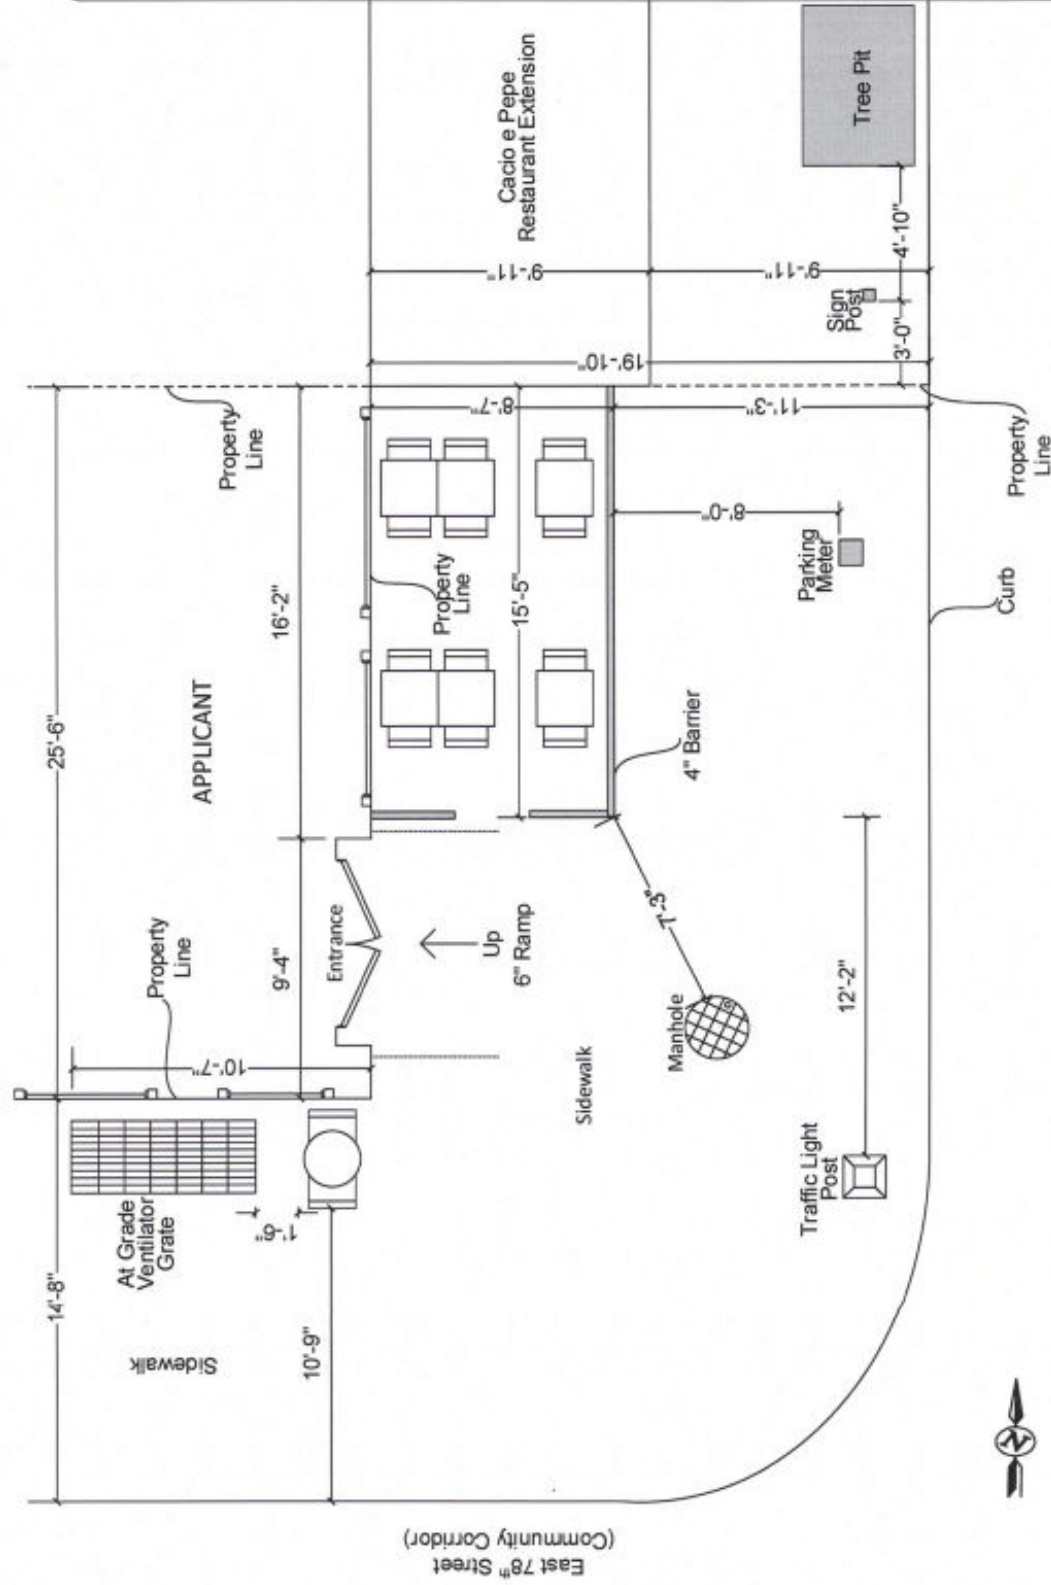 Cacio e Pepe
Restaurant Extension
Tree Pit
9'-11"
9'-11"
4'-10"
Sign
Post
3'-0"
19'-10"
Property
Line
8'-7"
11'-3"
Property
Line
25'-6"
16'-2"
APPLICANT
Property
Line
15'-5"
8'-0"
Parking
Meter
Curb
4" Barrier
9'-4"
Entrance
Up
6" Ramp
7'-3"
12'-2"
Property
Line
10'-7"
Manhole
Sidewalk
Traffic Light
Post
At Grade
Ventilator
Grate
1'-6"
14'-8"
10'-9"
Sidewalk
N
East 78th Street
(Community Corridor)